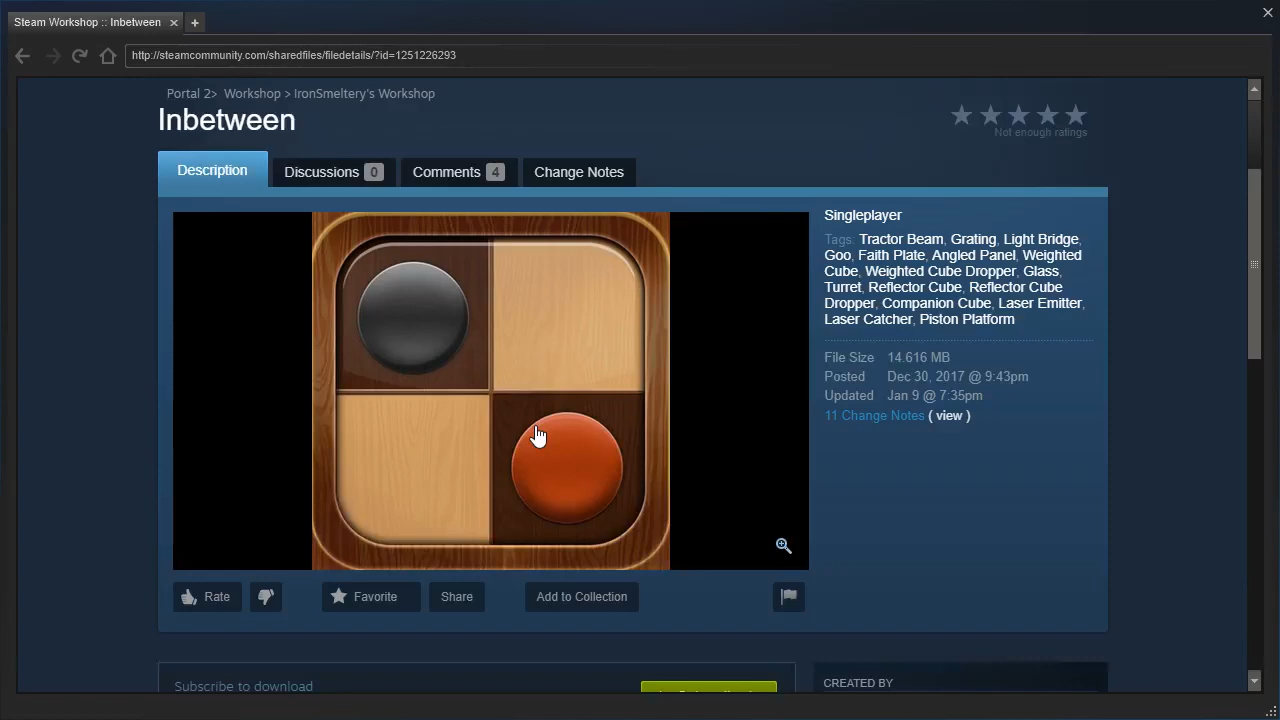 Steam Workshop :: Inbetween
http://steamcommunity.com/sharedfiles/filedetails/?id=1251226293
Portal 2> Workshop > IronSmeltery's Workshop
Inbetween
Not enough ratings
Description
Discussions 0
Comments 4
Change Notes
Singleplayer
Tags: Tractor Beam, Grating, Light Bridge,
Goo, Faith Plate, Angled Panel, Weighted
Cube, Weighted Cube Dropper, Glass,
Turret, Reflector Cube, Reflector Cube
Dropper, Companion Cube, Laser Emitter,
Laser Catcher, Piston Platform
File Size 14.616 MB
Posted Dec 30, 2017 @ 9:43pm
Updated Jan 9 @ 7:35pm
11 Change Notes ( view )
Rate
Favorite
Share
Add to Collection
Subscribe to download
CREATED BY